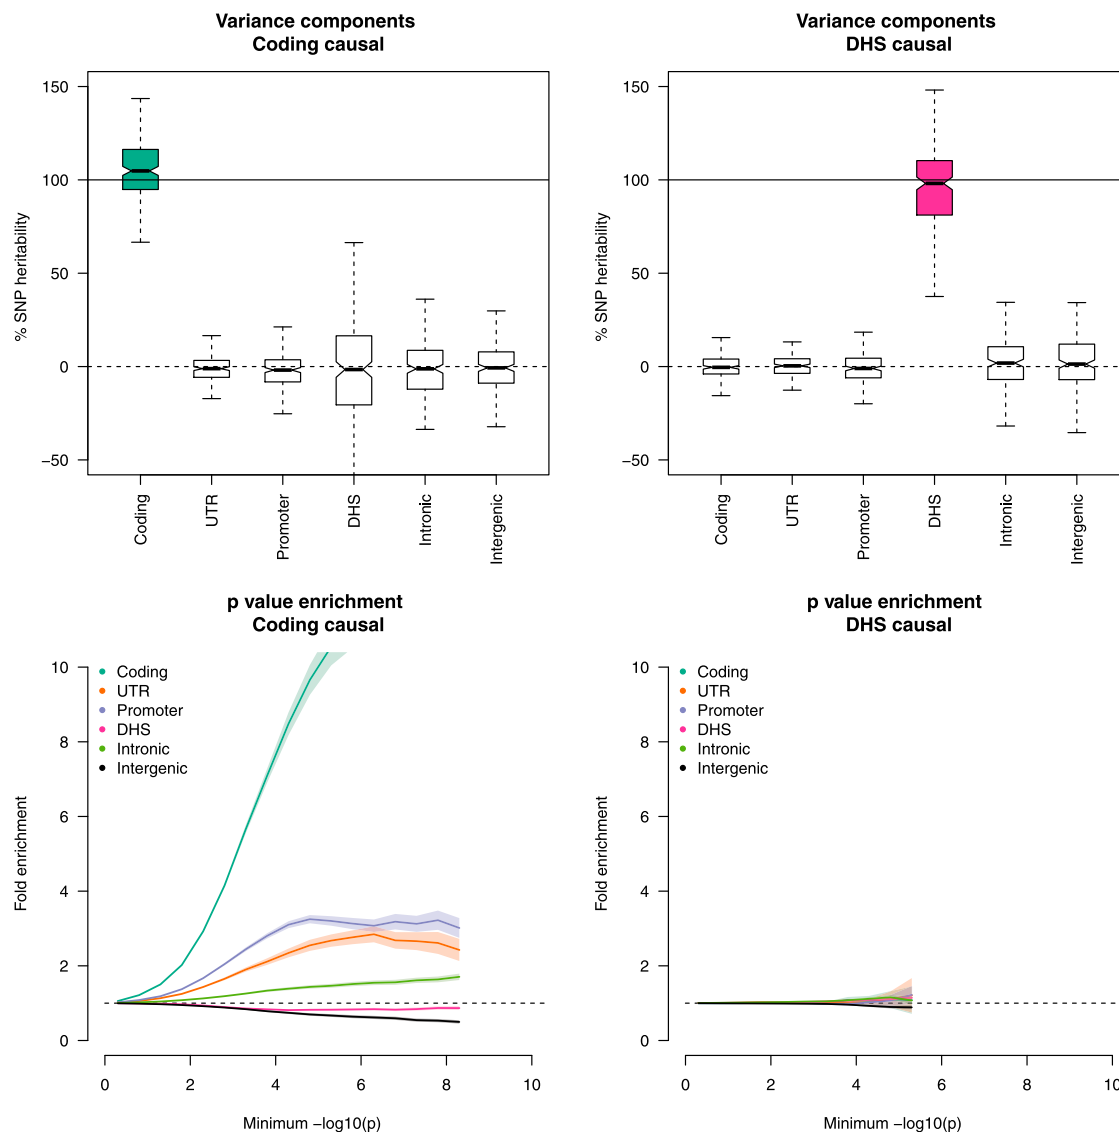 Variance components
Coding causal
% SNP heritability
150
100
50
0
−50
Coding
UTR
Promoter
DHS
Intronic
Intergenic
Variance components
DHS causal
% SNP heritability
150
100
50
0
−50
Coding
UTR
Promoter
DHS
Intronic
Intergenic
p value enrichment
Coding causal
Fold enrichment
10
8
6
4
2
0
Coding
UTR
Promoter
DHS
Intronic
Intergenic
0 2 4 6 8 10
Minimum −log10(p)
p value enrichment
DHS causal
Fold enrichment
10
8
6
4
2
0
Coding
UTR
Promoter
DHS
Intronic
Intergenic
0 2 4 6 8 10
Minimum −log10(p)